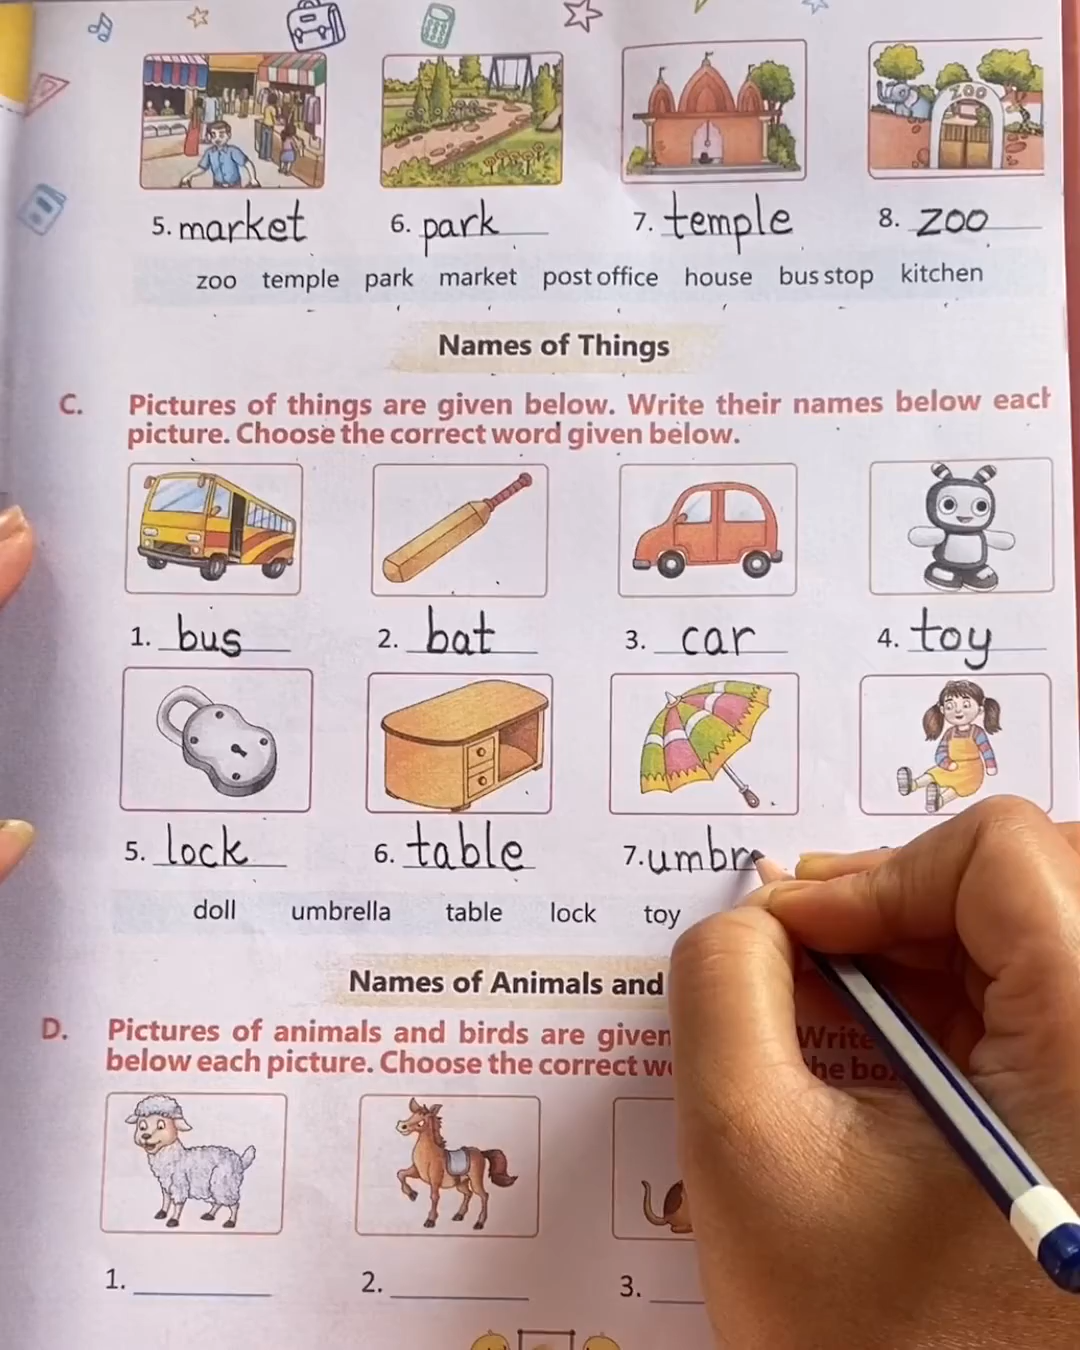 ZOO
5. market 6. park 7. temple 8. zoo
zoo temple park market post office house bus stop kitchen
Names of Things
C. Pictures of things are given below. Write their names below each
picture. Choose the correct word given below.
1. bus 2. bat 3. car 4. toy
5. lock 6. table 7. umbr
doll umbrella table lock toy
Names of Animals and
D. Pictures of animals and birds are given Write
below each picture. Choose the correct
1. 2. 3.